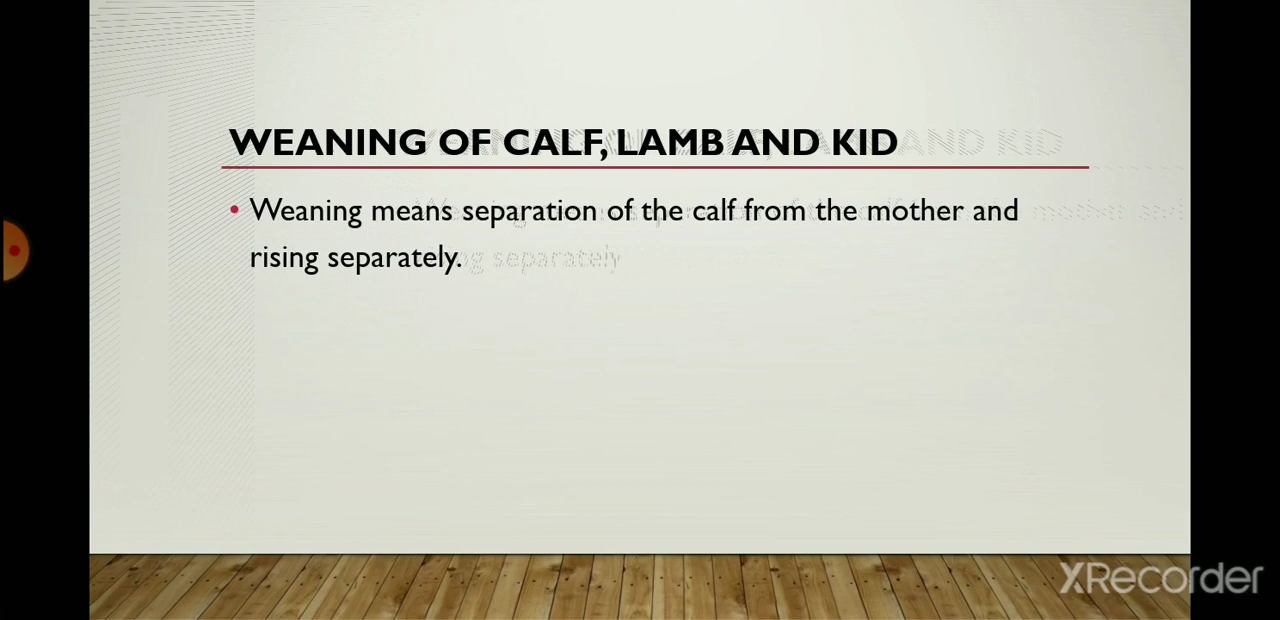 WEANING OF CALF, LAMB AND KID
• Weaning means separation of the calf from the mother and
rising separately.
XRecorder